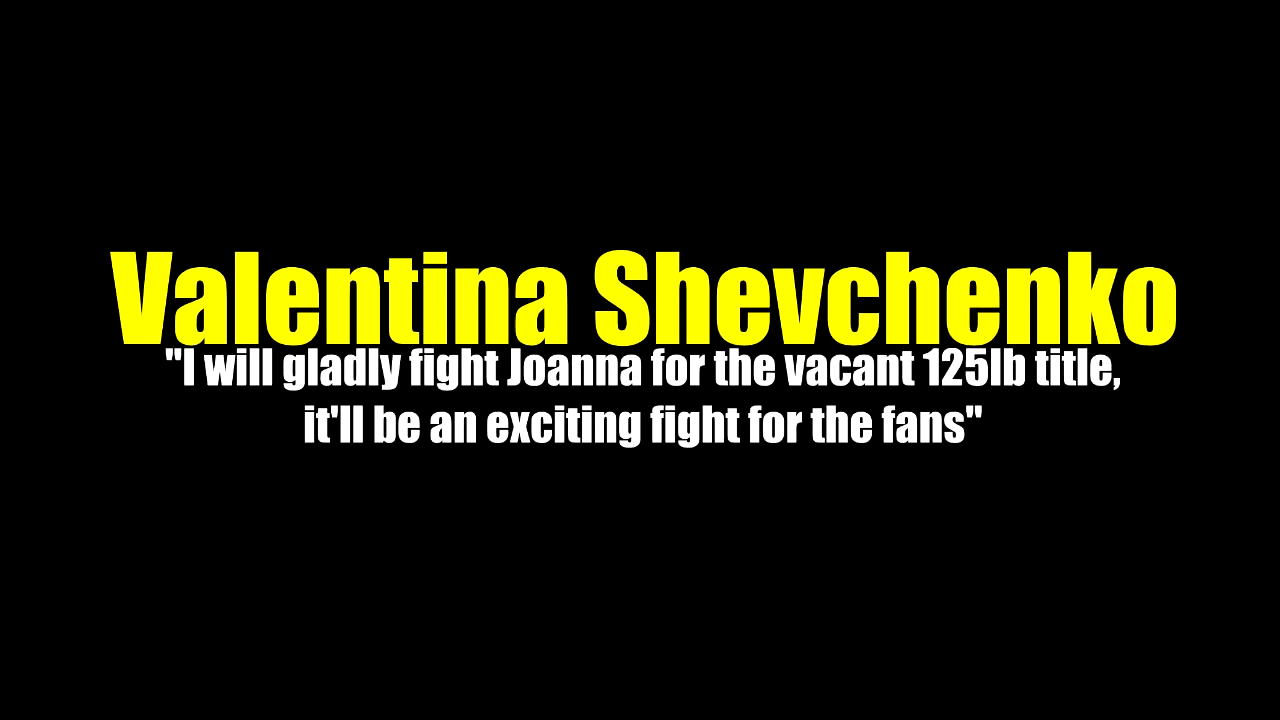 Valentina Shevchenko
"I will gladly fight Joanna for the vacant 125lb title,
it'll be an exciting fight for the fans"